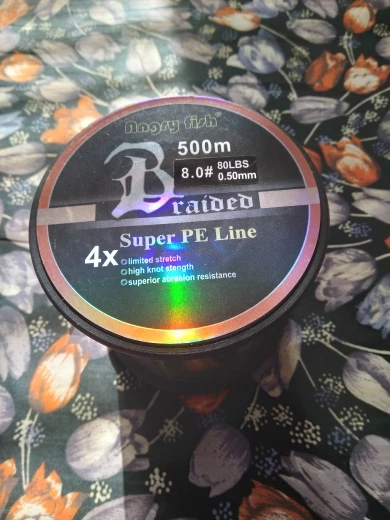 Angry fish
500m
8.0# 80LBS
0.50mm
Braided
Super PE Line
4x
limited stretch
high knot stength
superior abrasion resistance